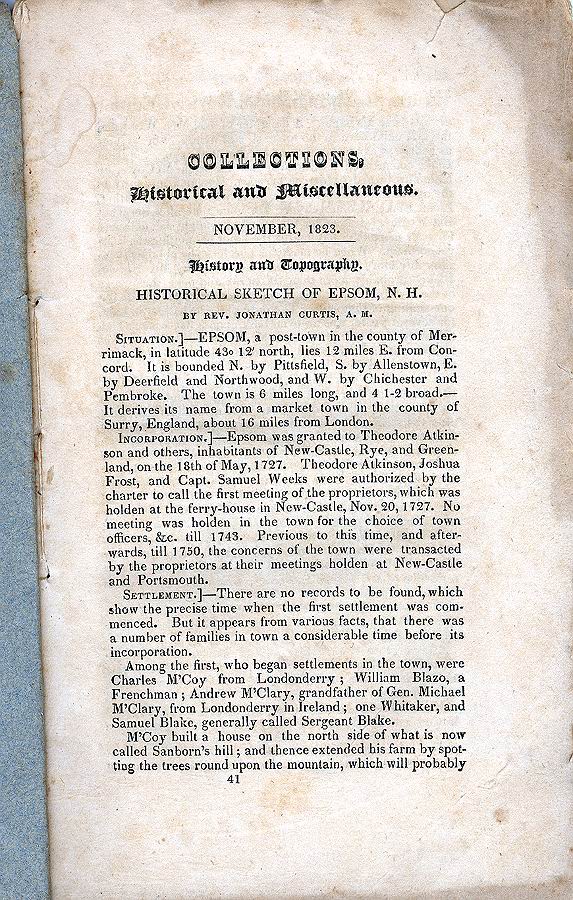 COLLECTIONS,
Historical and Miscellaneous.
NOVEMBER, 1823.
History and Topography.
HISTORICAL SKETCH OF EPSOM, N. H.
BY REV. JONATHAN CURTIS, A. M.
SITUATION.]—EPSOM, a post-town in the county of Mer-
rimack, in latitude 43o 12' north, lies 12 miles E. from Con-
cord. It is bounded N. by Pittsfield, S. by Allenstown, E.
by Deerfield and Northwood, and W. by Chichester and
Pembroke. The town is 6 miles long, and 4 1-2 broad.—
It derives its name from a market town in the county of
Surry, England, about 16 miles from London.
INCORPORATION.]—Epsom was granted to Theodore Atkin-
son and others, inhabitants of New-Castle, Rye, and Green-
land, on the 18th of May, 1727. Theodore Atkinson, Joshua
Frost, and Capt. Samuel Weeks were authorized by the
charter to call the first meeting of the proprietors, which was
holden at the ferry-house in New-Castle, Nov. 20, 1727. No
meeting was holden in the town for the choice of town
officers, &c. till 1743. Previous to this time, and after-
wards, till 1750, the concerns of the town were transacted
by the proprietors at their meetings holden at New-Castle
and Portsmouth.
SETTLEMENT.]—There are no records to be found, which
show the precise time when the first settlement was com-
menced. But it appears from various facts, that there was
a number of families in town a considerable time before its
incorporation.
Among the first, who began settlements in the town, were
Charles M'Coy from Londonderry ; William Blazo, a
Frenchman ; Andrew M'Clary, grandfather of Gen. Michael
M'Clary, from Londonderry in Ireland ; one Whitaker, and
Samuel Blake, generally called Sergeant Blake.
M'Coy built a house on the north side of what is now
called Sanborn's hill ; and thence extended his farm by spot-
ting the trees round upon the mountain, which will probably
41